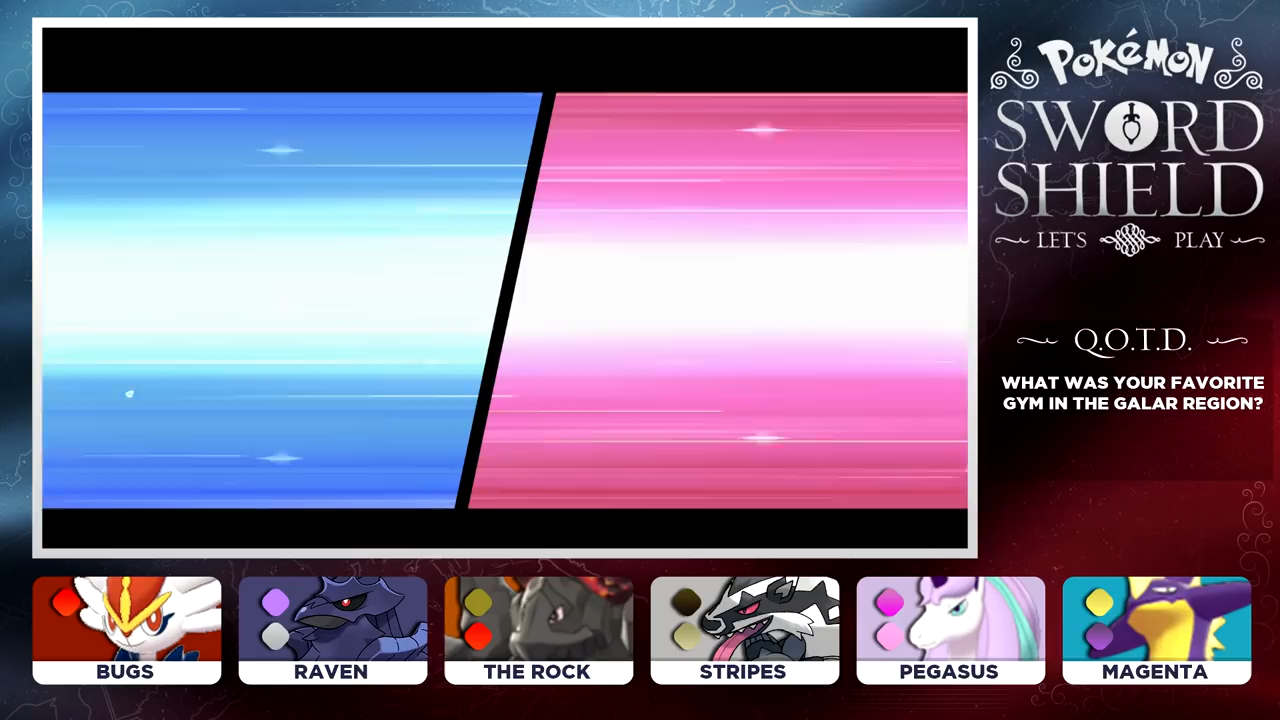 Pokémon
SWORD
SHIELD
LET'S PLAY
Q.O.T.D.
WHAT WAS YOUR FAVORITE
GYM IN THE GALAR REGION?
BUGS
RAVEN
THE ROCK
STRIPES
PEGASUS
MAGENTA